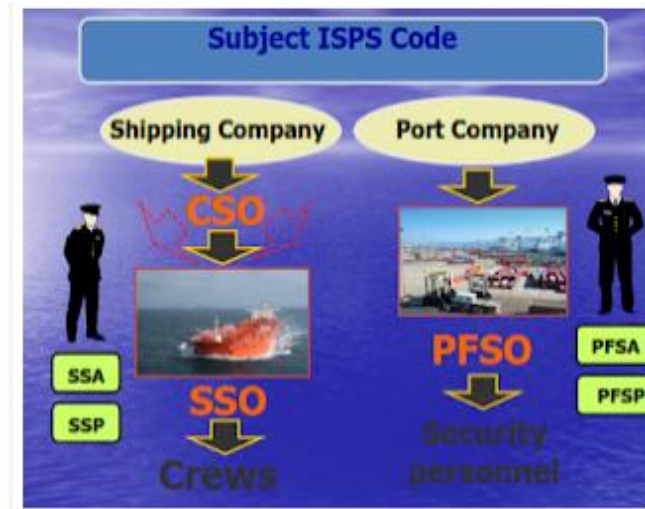 Subject ISPS Code
Shipping Company
Port Company
CSO
SSA
SSP
SSO
Crews
PFSO
PFSA
PFSP
Security
personnel